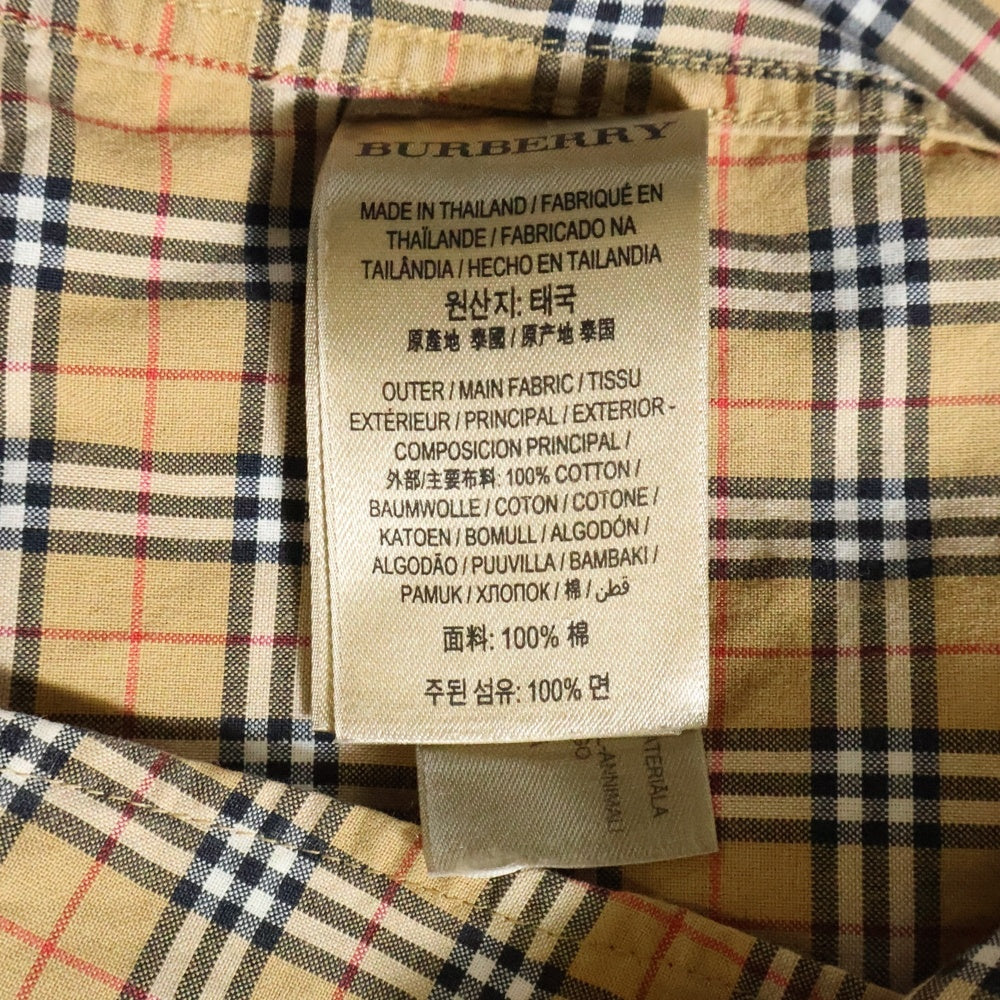 BURBERRY
MADE IN THAILAND / FABRIQUÉ EN
THAÏLANDE / FABRICADO NA
TAILÂNDIA / HECHO EN TAILANDIA
원산지: 태국
原產地 泰國 / 原产地 泰国
OUTER / MAIN FABRIC / TISSU
EXTÉRIEUR / PRINCIPAL / EXTERIOR -
COMPOSICION PRINCIPAL /
外部/主要布料: 100% COTTON /
BAUMWOLLE / COTON / COTONE /
KATOEN / BOMULL / ALGODÓN /
ALGODÃO / PUUVILLA / BAMBAKI /
PAMUK / ХЛОПОК / 棉 / قطن
面料: 100% 棉
주된 섬유: 100% 면